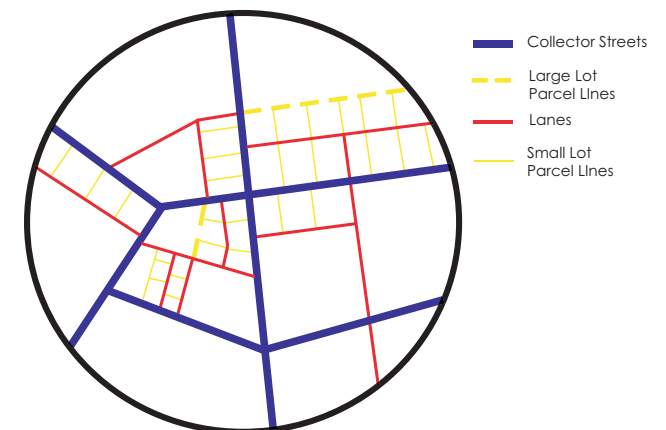 Collector Streets
Large Lot
Parcel LInes
Lanes
Small Lot
Parcel LInes